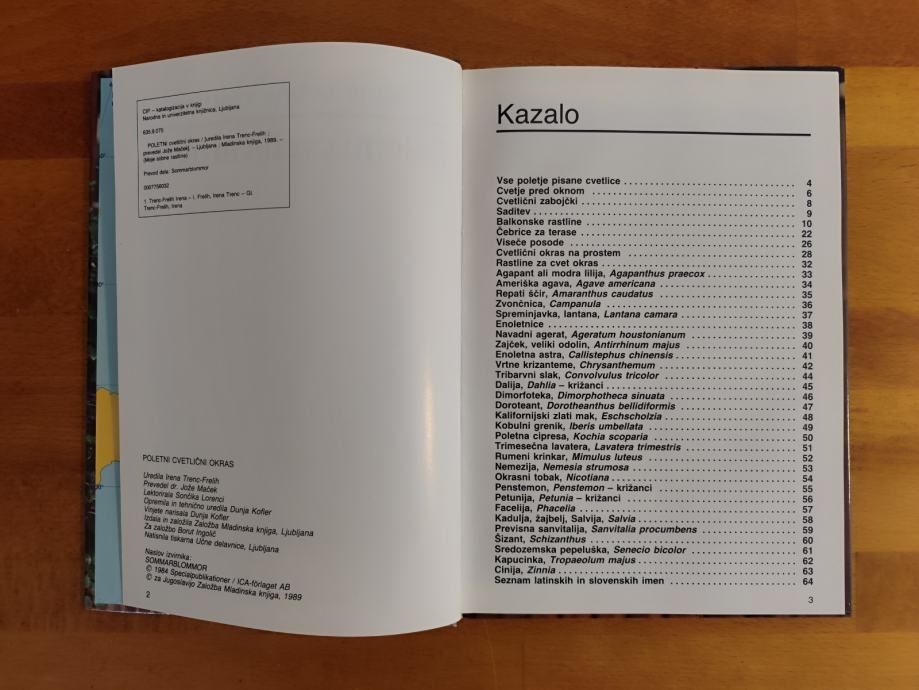 CIP – katalogizacija v knjigi
Narodna in univerzitetna knjižnica, Ljubljana
635.9.075
POLETNI cvetlični okras / [uredila Irena Trenc-Frelih ;
prevedel Jože Maček]. – Ljubljana : Mladinska knjiga, 1989. –
(Moje sobne rastline)
Prevod dela: Sommarblommor
0007756032
1. Trenc-Frelih Irena – I. Frelih, Irena Trenc – Gl.
Trenc-Frelih, Irena
POLETNI CVETLIČNI OKRAS
Uredila Irena Trenc-Frelih
Prevedel dr. Jože Maček
Lektorirala Sončika Lorenci
Opremila in tehnično uredila Dunja Kofler
Vinjete narisala Dunja Kofler
Izdala in založila Založba Mladinska knjiga, Ljubljana
Za založbo Borut Ingolič
Natisnila tiskarna Učne delavnice, Ljubljana
Naslov izvirnika:
SOMMARBLOMMOR
© 1984 Specialpublikationer / ICA-förlaget AB
© za Jugoslavijo Založba Mladinska knjiga, 1989
2
Kazalo
Vse poletje pisane cvetlice 4
Cvetje pred oknom 6
Cvetlični zabojčki 8
Saditev 9
Balkonske rastline 10
Čebrice za terase 22
Viseče posode 26
Cvetlični okras na prostem 28
Rastline za cvet okras 32
Agapant ali modra lilija, Agapanthus praecox 33
Ameriška agava, Agave americana 34
Repati ščir, Amaranthus caudatus 35
Zvončnica, Campanula 36
Spreminjavka, lantana, Lantana camara 37
Enoletnice 38
Navadni agerat, Ageratum houstonianum 39
Zajček, veliki odolin, Antirrhinum majus 40
Enoletna astra, Callistephus chinensis 41
Vrtne krizanteme, Chrysanthemum 42
Tribarvni slak, Convolvulus tricolor 44
Dalija, Dahlia – križanci 45
Dimorfoteka, Dimorphotheca sinuata 46
Doroteant, Dorotheanthus bellidiformis 47
Kalifornijski zlati mak, Eschscholzia 48
Kobulni grenik, Iberis umbellata 49
Poletna cipresa, Kochia scoparia 50
Trimesečna lavatera, Lavatera trimestris 51
Rumeni krinkar, Mimulus luteus 52
Nemezija, Nemesia strumosa 53
Okrasni tobak, Nicotiana 54
Penstemon, Penstemon – križanci 55
Petunija, Petunia – križanci 56
Facelija, Phacelia 57
Kadulja, žajbelj, Salvija, Salvia 58
Previsna sanvitalija, Sanvitalia procumbens 59
Šizant, Schizanthus 60
Sredozemska pepeluška, Senecio bicolor 61
Kapucinka, Tropaeolum majus 62
Cinija, Zinnia 63
Seznam latinskih in slovenskih imen 64
3